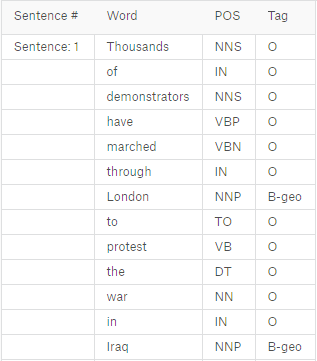 Sentence # Word POS Tag
Sentence: 1 Thousands NNS O
of IN O
demonstrators NNS O
have VBP O
marched VBN O
through IN O
London NNP B-geo
to TO O
protest VB O
the DT O
war NN O
in IN O
Iraq NNP B-geo